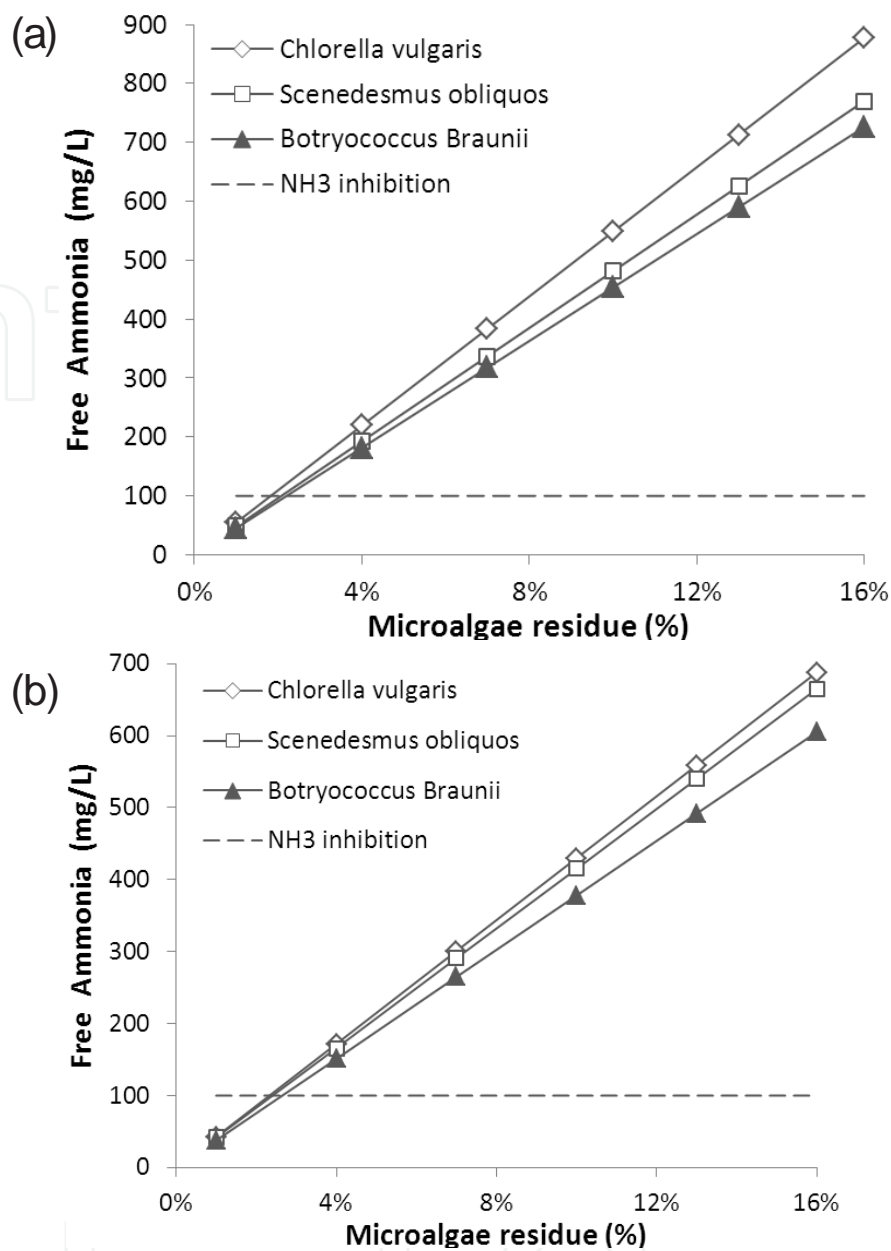 (a)
Free Ammonia (mg/L)
900
800
700
600
500
400
300
200
100
0
Chlorella vulgaris
Scenedesmus obliquos
Botryococcus Braunii
NH3 inhibition
0% 4% 8% 12% 16%
Microalgae residue (%)
(b)
Free Ammonia (mg/L)
700
600
500
400
300
200
100
0
Chlorella vulgaris
Scenedesmus obliquos
Botryococcus Braunii
NH3 inhibition
0% 4% 8% 12% 16%
Microalgae residue (%)